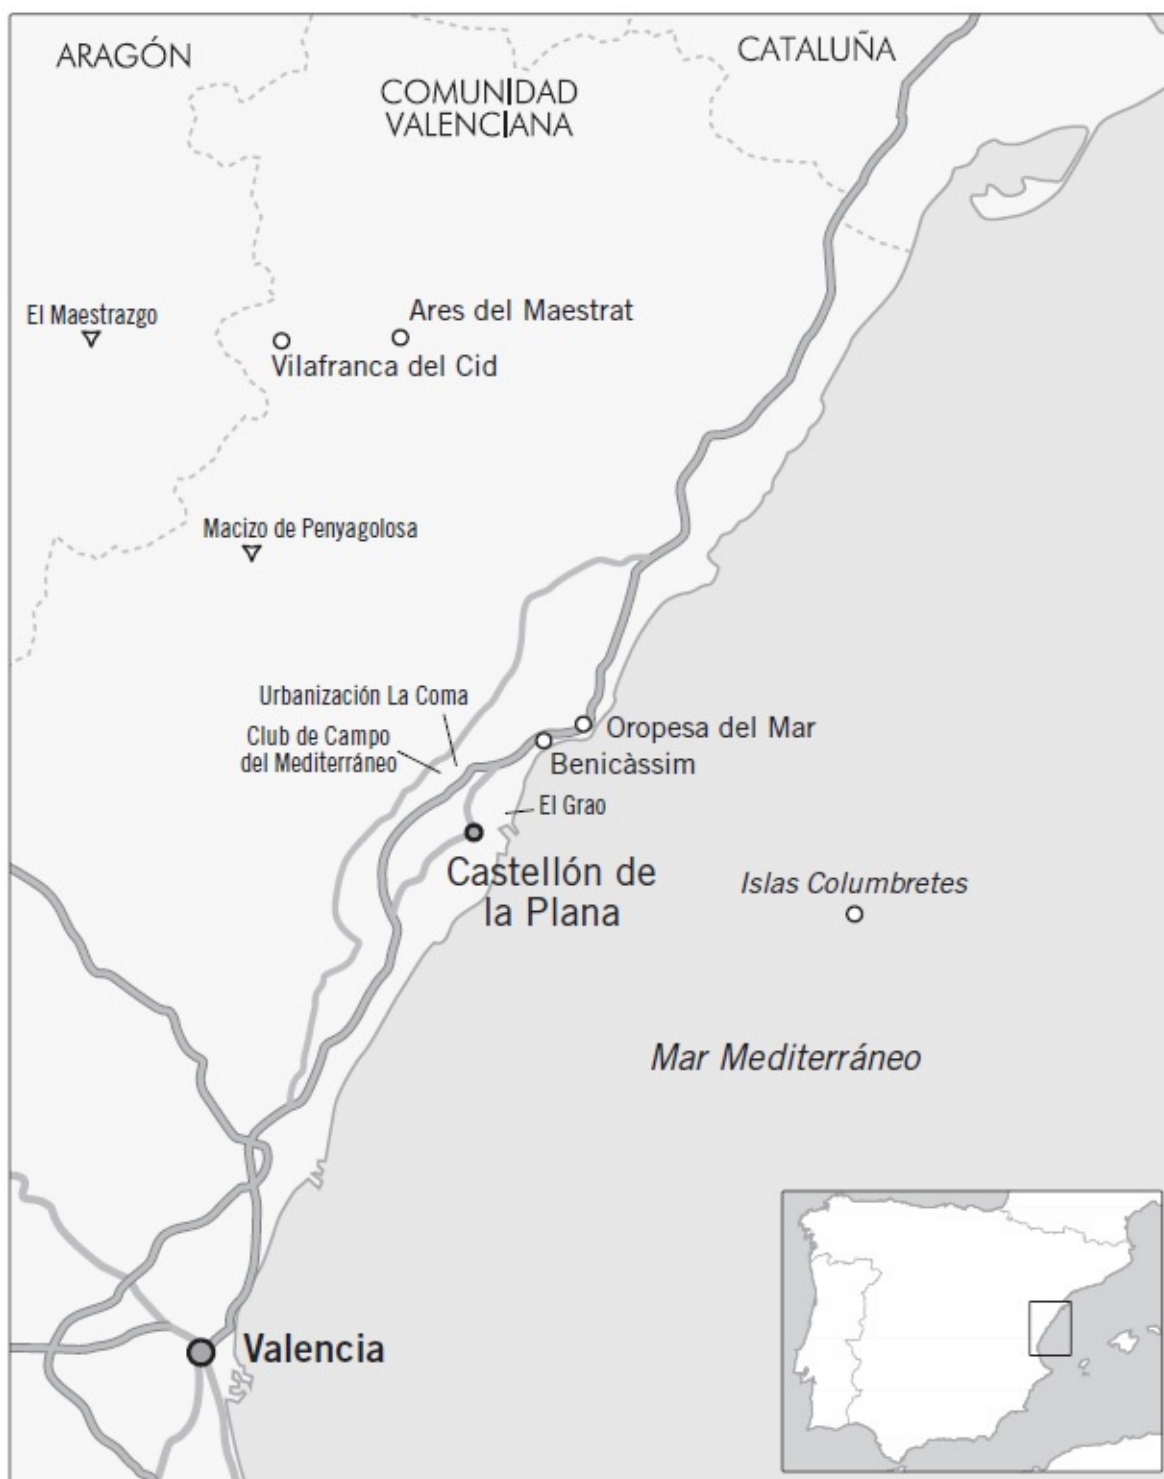 ARAGÓN
CATALUÑA
COMUNIDAD
VALENCIANA
El Maestrazgo
Ares del Maestrat
Vilafranca del Cid
Macizo de Penyagolosa
Urbanización La Coma
Club de Campo
del Mediterráneo
Oropesa del Mar
Benicàssim
El Grao
Castellón de
la Plana
Islas Columbretes
Mar Mediterráneo
Valencia